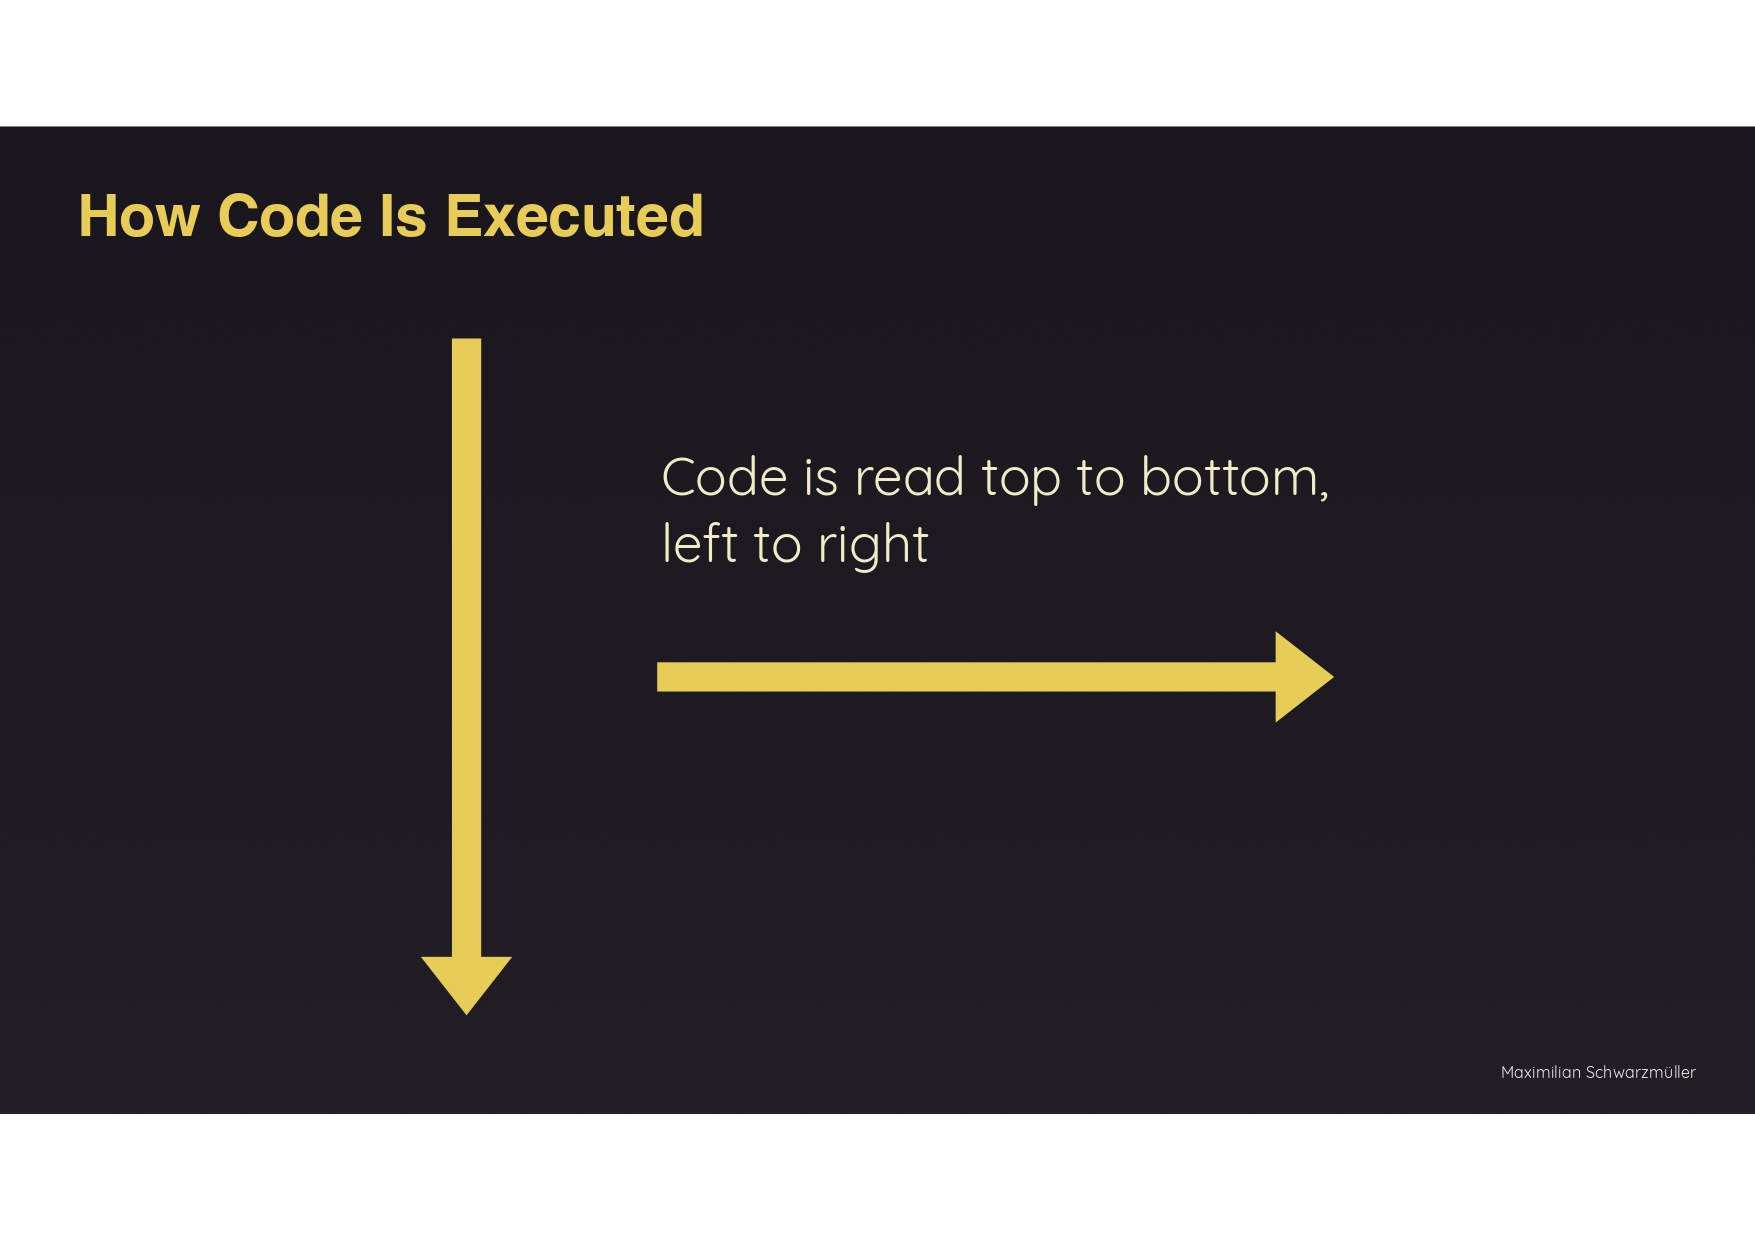 How Code Is Executed
Code is read top to bottom,
left to right
Maximilian Schwarzmüller